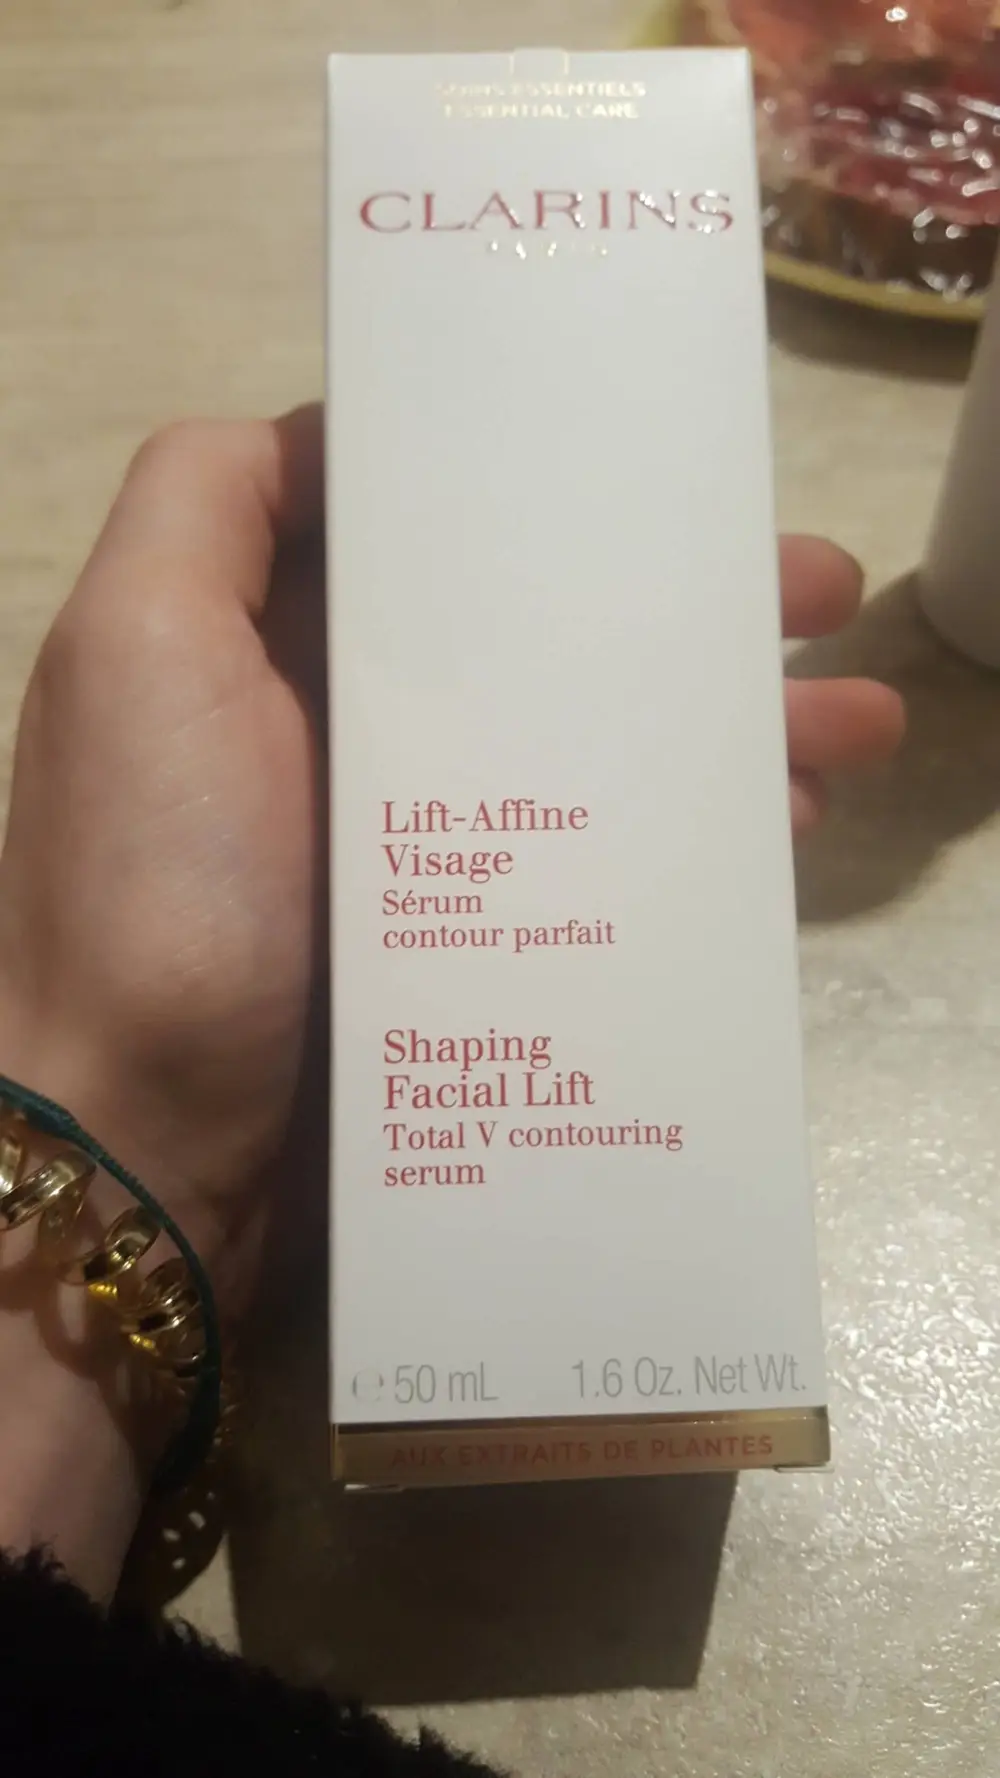 SOINS ESSENTIELS
ESSENTIAL CARE
CLARINS
PARIS
Lift-Affine
Visage
Sérum
contour parfait
Shaping
Facial Lift
Total V contouring
serum
℮ 50 mL 1.6 Oz. Net Wt.
AUX EXTRAITS DE PLANTES